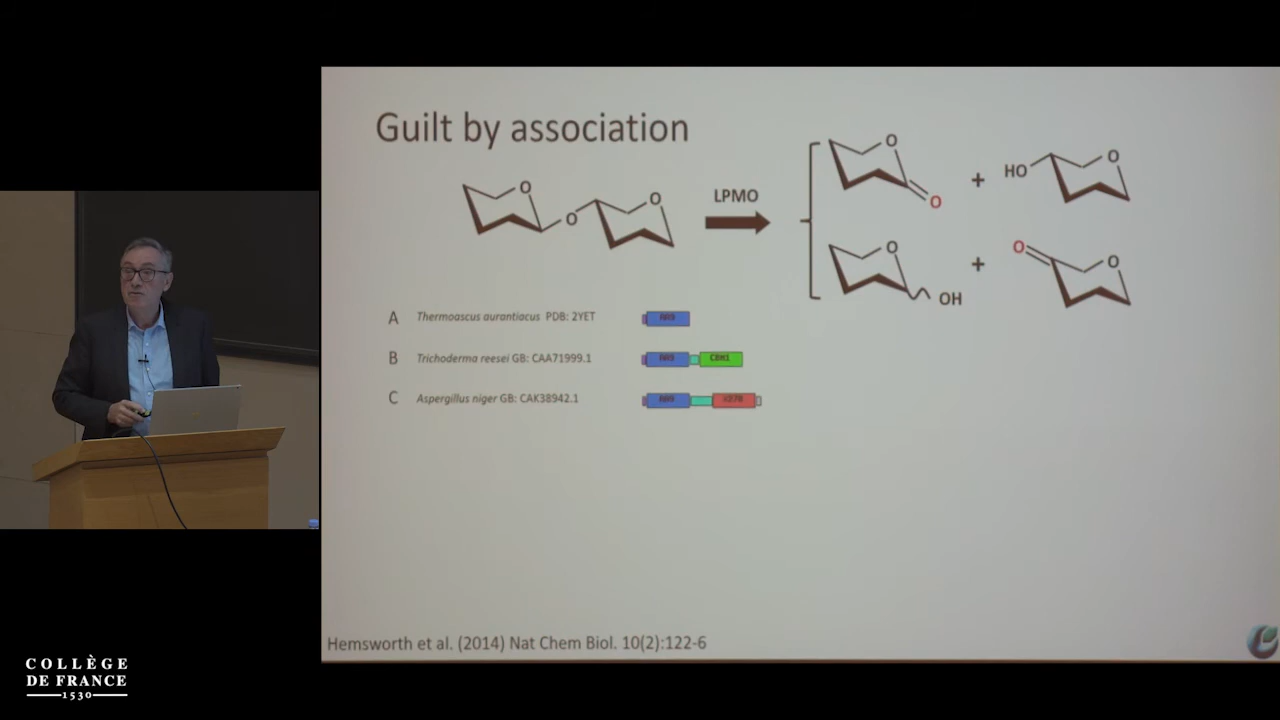 Guilt by association
O
O
O
LPMO
O
O
+
HO
O
O
OH
+
O
O
A Thermoascus aurantiacus PDB: 2YET
B Trichoderma reesei GB: CAA71999.1 CBM1
C Aspergillus niger GB: CAK38942.1
Hemsworth et al. (2014) Nat Chem Biol. 10(2):122-6
COLLÈGE
DE FRANCE
1530